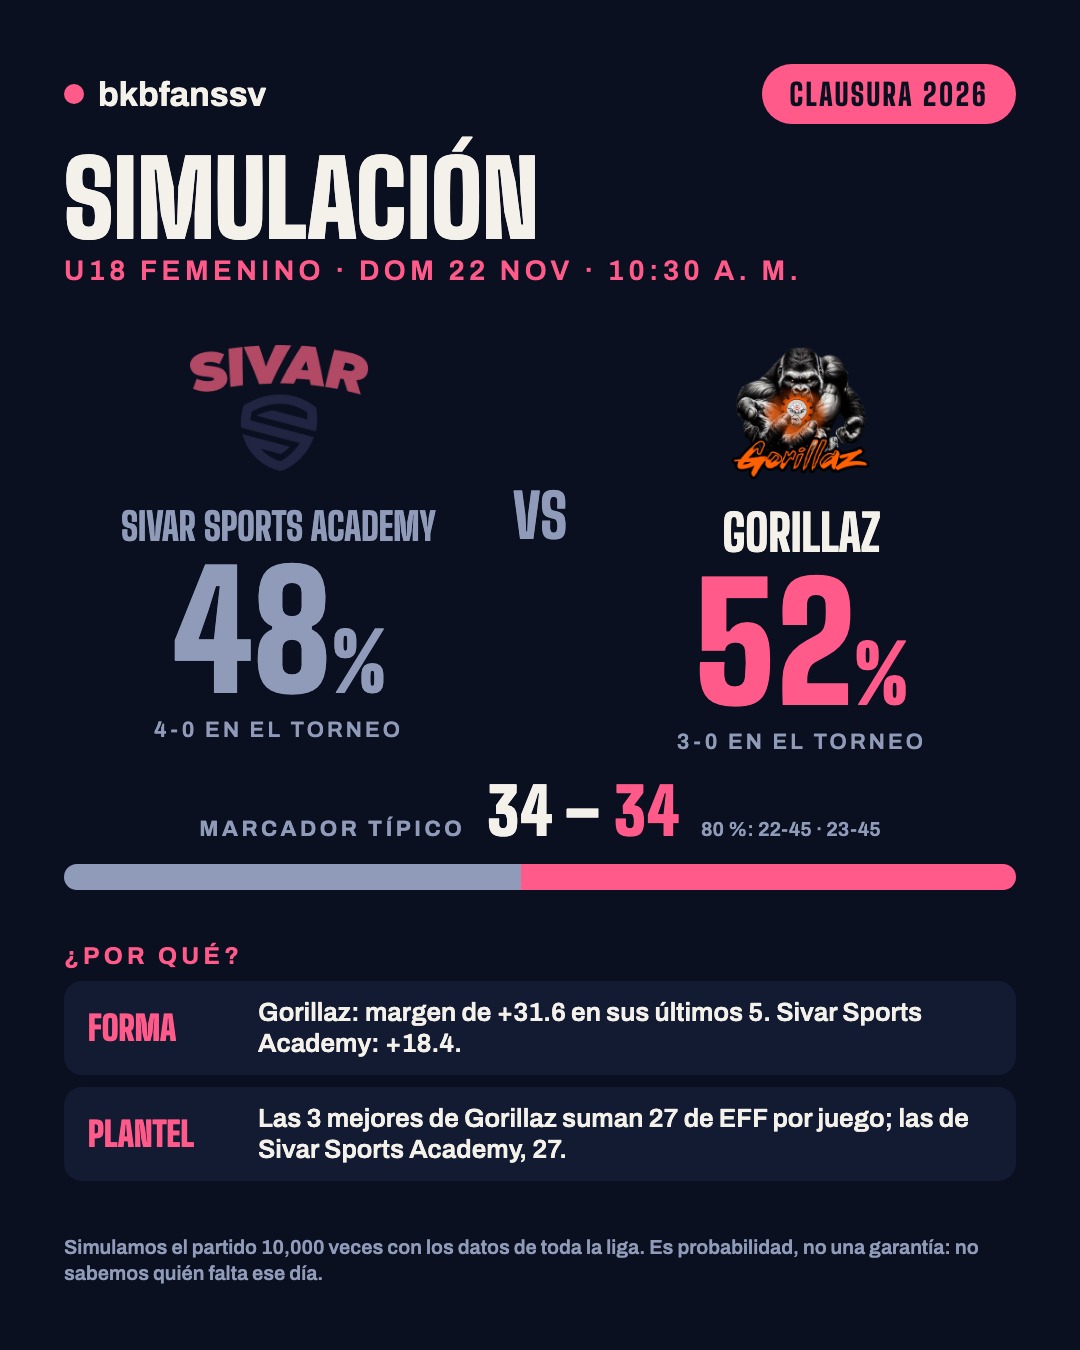 bkbfanssv
CLAUSURA 2026
SIMULACIÓN
U18 FEMENINO · DOM 22 NOV · 10:30 A. M.
SIVAR
Gorillaz
SIVAR SPORTS ACADEMY
VS
GORILLAZ
48%
52%
4-0 EN EL TORNEO
3-0 EN EL TORNEO
MARCADOR TÍPICO 34 – 34 80 %: 22-45 · 23-45
¿POR QUÉ?
FORMA
Gorillaz: margen de +31.6 en sus últimos 5. Sivar Sports
Academy: +18.4.
PLANTEL
Las 3 mejores de Gorillaz suman 27 de EFF por juego; las de
Sivar Sports Academy, 27.
Simulamos el partido 10,000 veces con los datos de toda la liga. Es probabilidad, no una garantía: no
sabemos quién falta ese día.